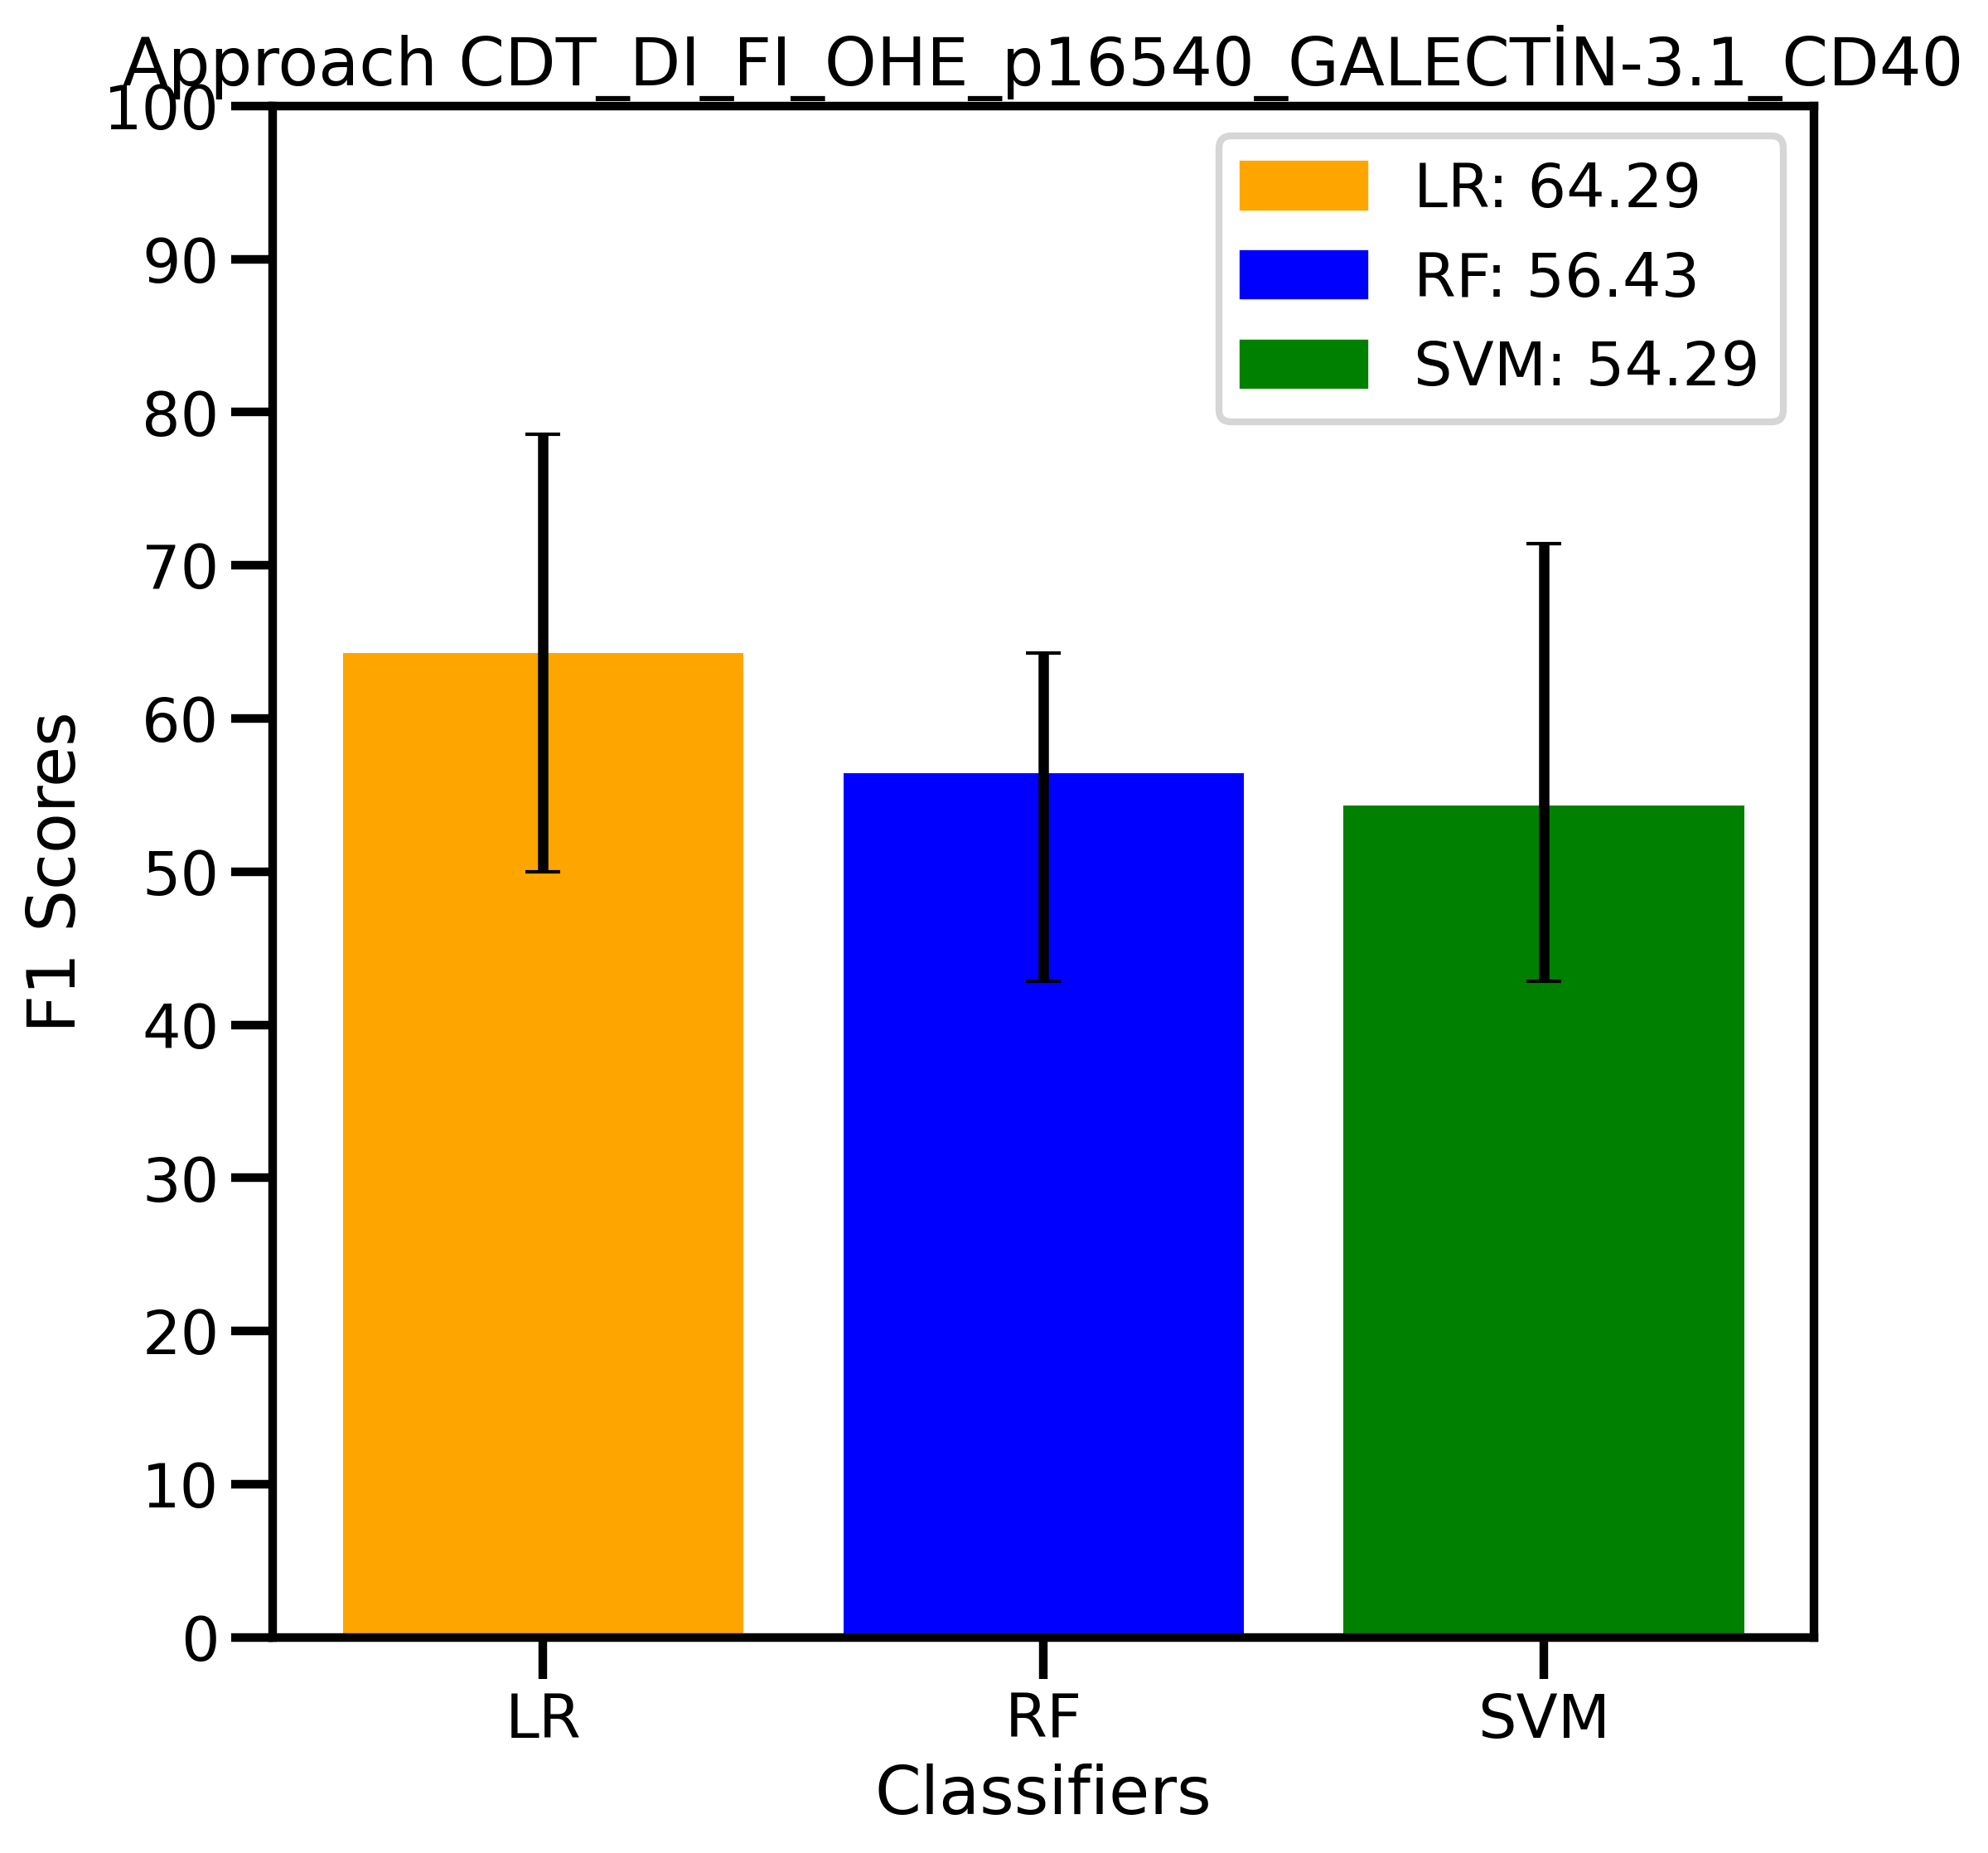 Approach CDT_DI_FI_OHE_p16540_GALECTİN-3.1_CD40
100
90
80
70
60
50
40
30
20
10
0
F1 Scores
LR: 64.29
RF: 56.43
SVM: 54.29
LR
RF
SVM
Classifiers